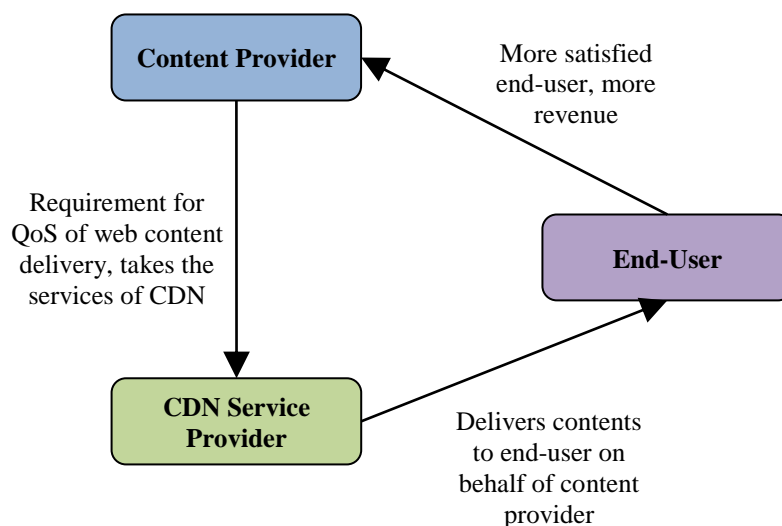 Content Provider
More satisfied
end-user, more
revenue
Requirement for
QoS of web content
delivery, takes the
services of CDN
End-User
CDN Service
Provider
Delivers contents
to end-user on
behalf of content
provider